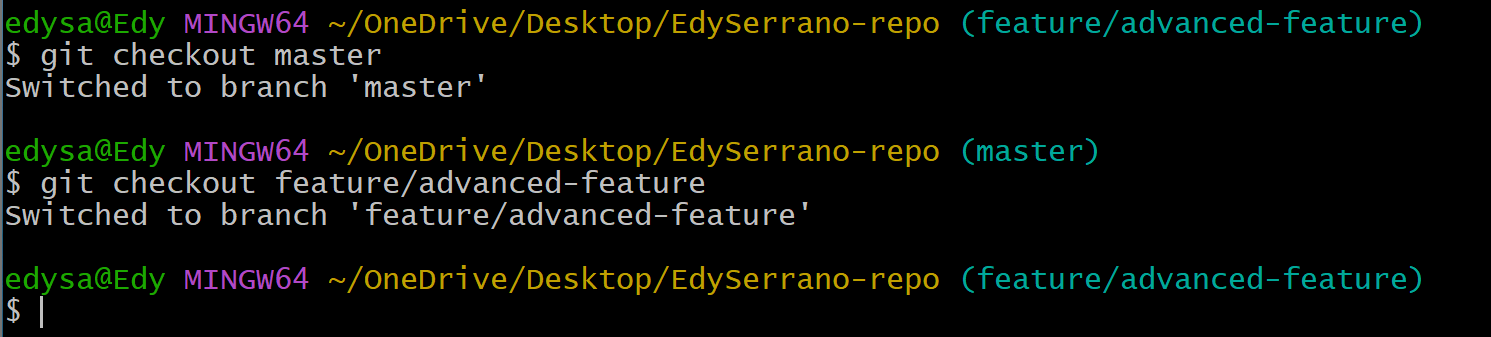 edysa@Edy MINGW64 ~/OneDrive/Desktop/EdySerrano-repo (feature/advanced-feature)
$ git checkout master
Switched to branch 'master'
edysa@Edy MINGW64 ~/OneDrive/Desktop/EdySerrano-repo (master)
$ git checkout feature/advanced-feature
Switched to branch 'feature/advanced-feature'
edysa@Edy MINGW64 ~/OneDrive/Desktop/EdySerrano-repo (feature/advanced-feature)
$